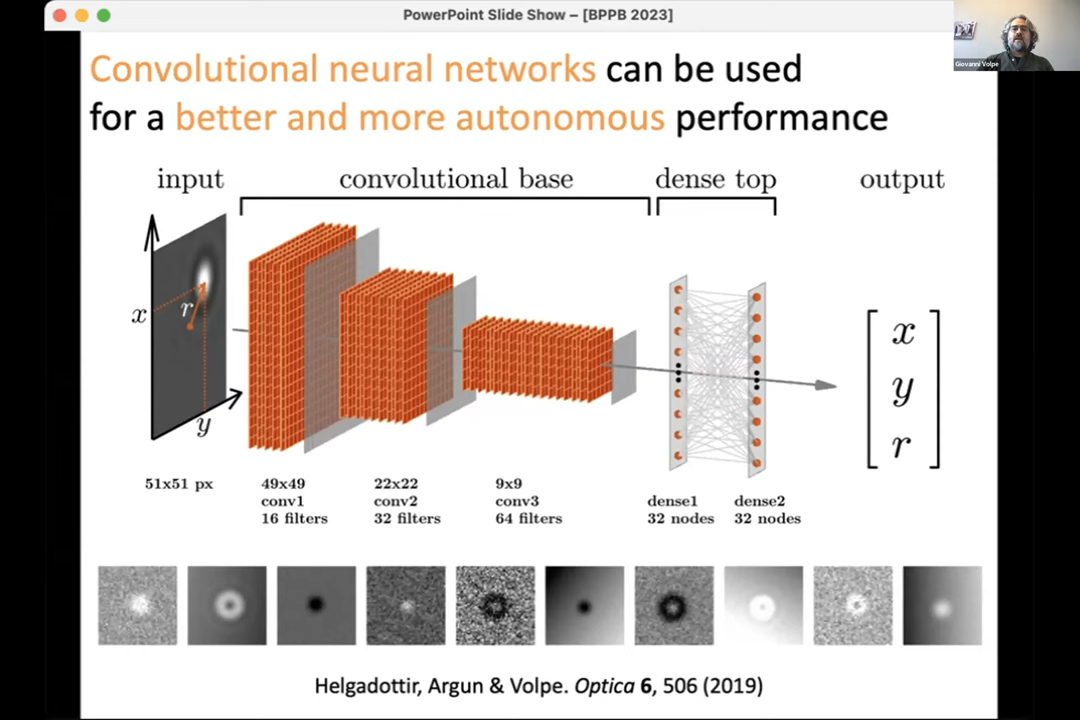 PowerPoint Slide Show – [BPPB 2023]
Giovanni Volpe
Convolutional neural networks can be used
for a better and more autonomous performance
input
convolutional base
dense top
output
x
r
y
x
y
r
51x51 px
49x49
conv1
16 filters
22x22
conv2
32 filters
9x9
conv3
64 filters
dense1
32 nodes
dense2
32 nodes
Helgadottir, Argun & Volpe. Optica 6, 506 (2019)